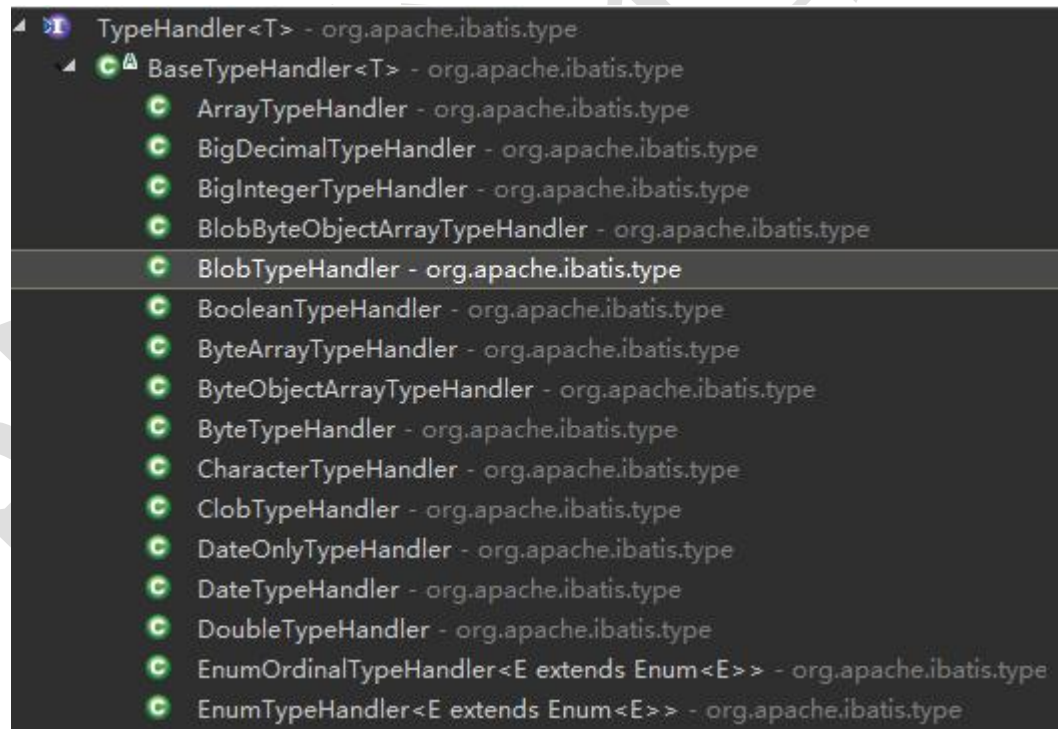 TypeHandler<T> - org.apache.ibatis.type
BaseTypeHandler<T> - org.apache.ibatis.type
ArrayTypeHandler - org.apache.ibatis.type
BigDecimalTypeHandler - org.apache.ibatis.type
BigIntegerTypeHandler - org.apache.ibatis.type
BlobByteObjectArrayTypeHandler - org.apache.ibatis.type
BlobTypeHandler - org.apache.ibatis.type
BooleanTypeHandler - org.apache.ibatis.type
ByteArrayTypeHandler - org.apache.ibatis.type
ByteObjectArrayTypeHandler - org.apache.ibatis.type
ByteTypeHandler - org.apache.ibatis.type
CharacterTypeHandler - org.apache.ibatis.type
ClobTypeHandler - org.apache.ibatis.type
DateOnlyTypeHandler - org.apache.ibatis.type
DateTypeHandler - org.apache.ibatis.type
DoubleTypeHandler - org.apache.ibatis.type
EnumOrdinalTypeHandler<E extends Enum<E>> - org.apache.ibatis.type
EnumTypeHandler<E extends Enum<E>> - org.apache.ibatis.type